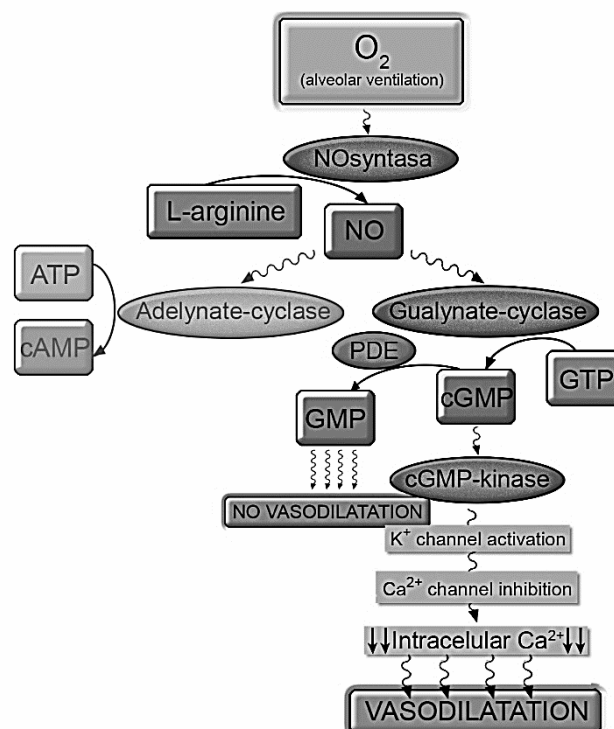 O₂
(alveolar ventilation)
NOsyntasa
L-arginine
NO
ATP
Adelynate-cyclase
Gualynate-cyclase
cAMP
PDE
GTP
cGMP
GMP
cGMP-kinase
NO VASODILATATION
K⁺ channel activation
Ca²⁺ channel inhibition
↓↓Intracelular Ca²⁺↓↓
VASODILATATION